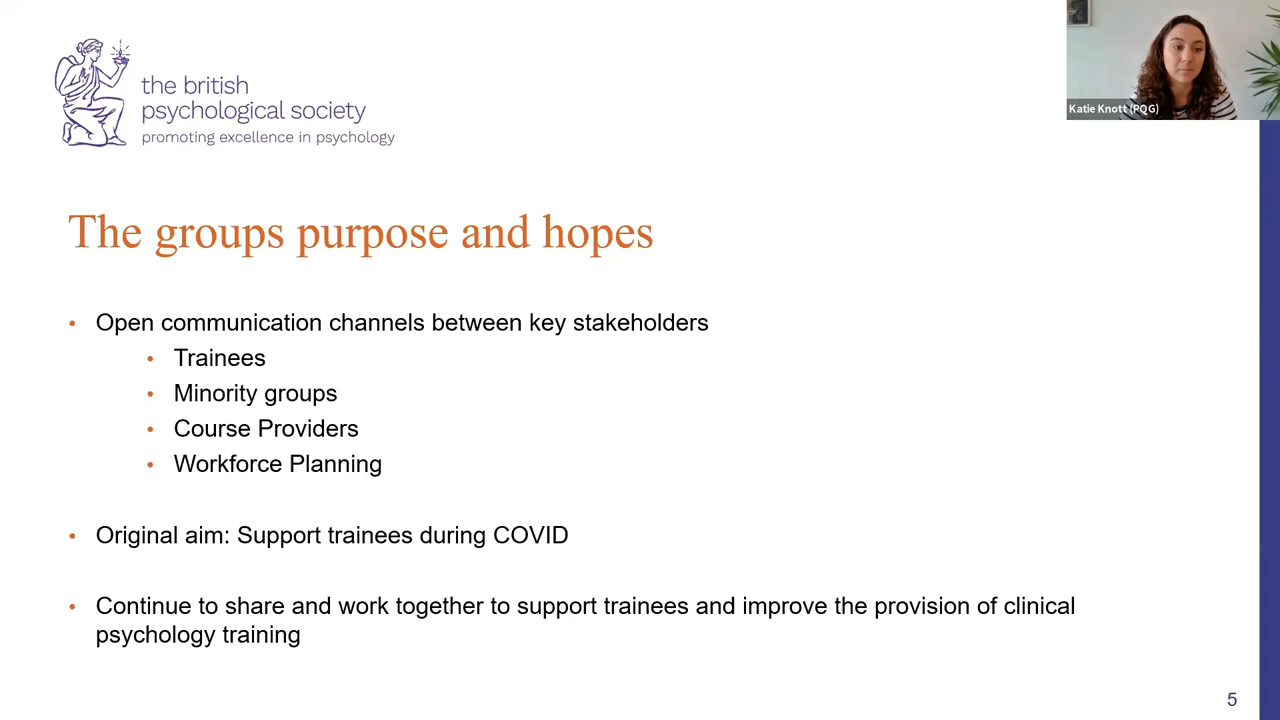 the british
psychological society
promoting excellence in psychology
Katie Knott (PQG)
The groups purpose and hopes
• Open communication channels between key stakeholders
• Trainees
• Minority groups
• Course Providers
• Workforce Planning
• Original aim: Support trainees during COVID
• Continue to share and work together to support trainees and improve the provision of clinical
psychology training
5